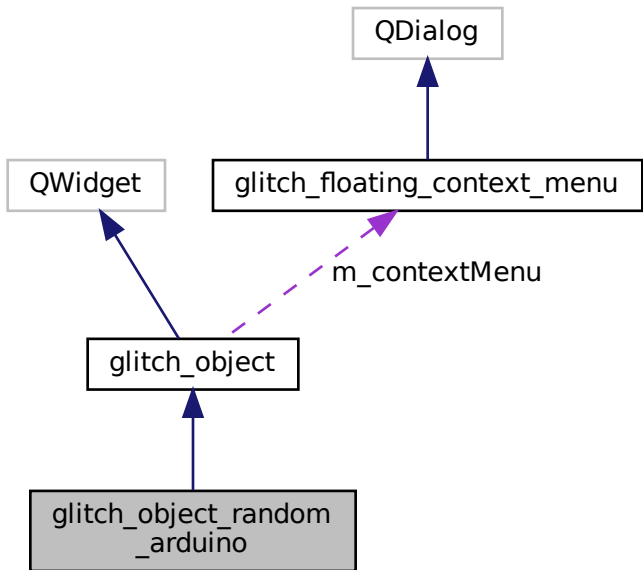 QDialog
QWidget
glitch_floating_context_menu
m_contextMenu
glitch_object
glitch_object_random
_arduino